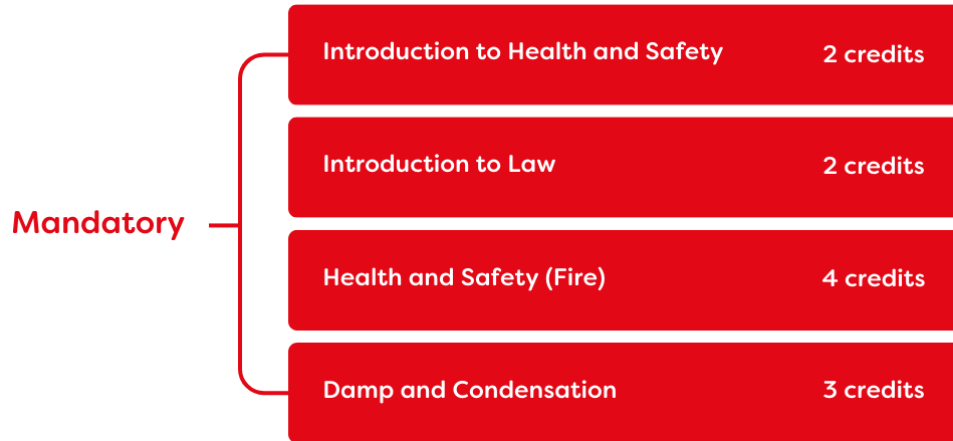 Introduction to Health and Safety 2 credits
Introduction to Law 2 credits
Mandatory
Health and Safety (Fire) 4 credits
Damp and Condensation 3 credits